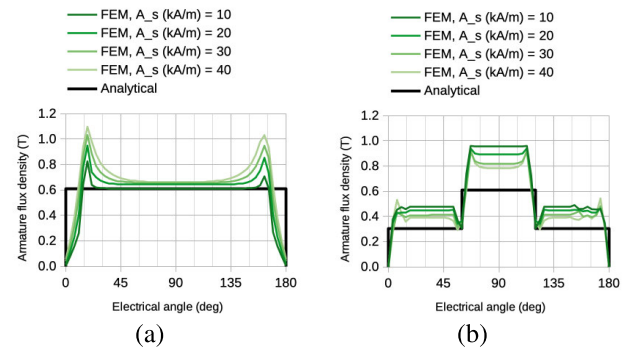 FEM, A_s (kA/m) = 10
FEM, A_s (kA/m) = 20
FEM, A_s (kA/m) = 30
FEM, A_s (kA/m) = 40
Analytical
Armature flux density (T)
1.2
1.0
0.8
0.6
0.4
0.2
0.0
0 45 90 135 180
Electrical angle (deg)
(a)
FEM, A_s (kA/m) = 10
FEM, A_s (kA/m) = 20
FEM, A_s (kA/m) = 30
FEM, A_s (kA/m) = 40
Analytical
Armature flux density (T)
1.2
1.0
0.8
0.6
0.4
0.2
0.0
0 45 90 135 180
Electrical angle (deg)
(b)